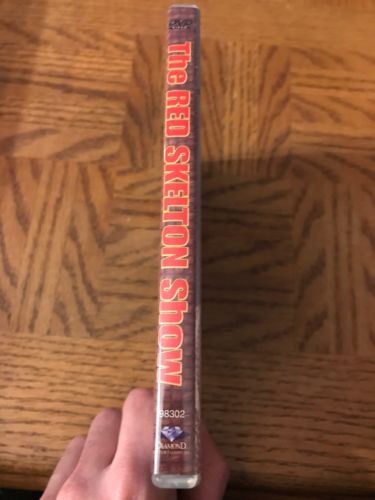 DVD
The RED SKELTON Show
98302
DIAMOND